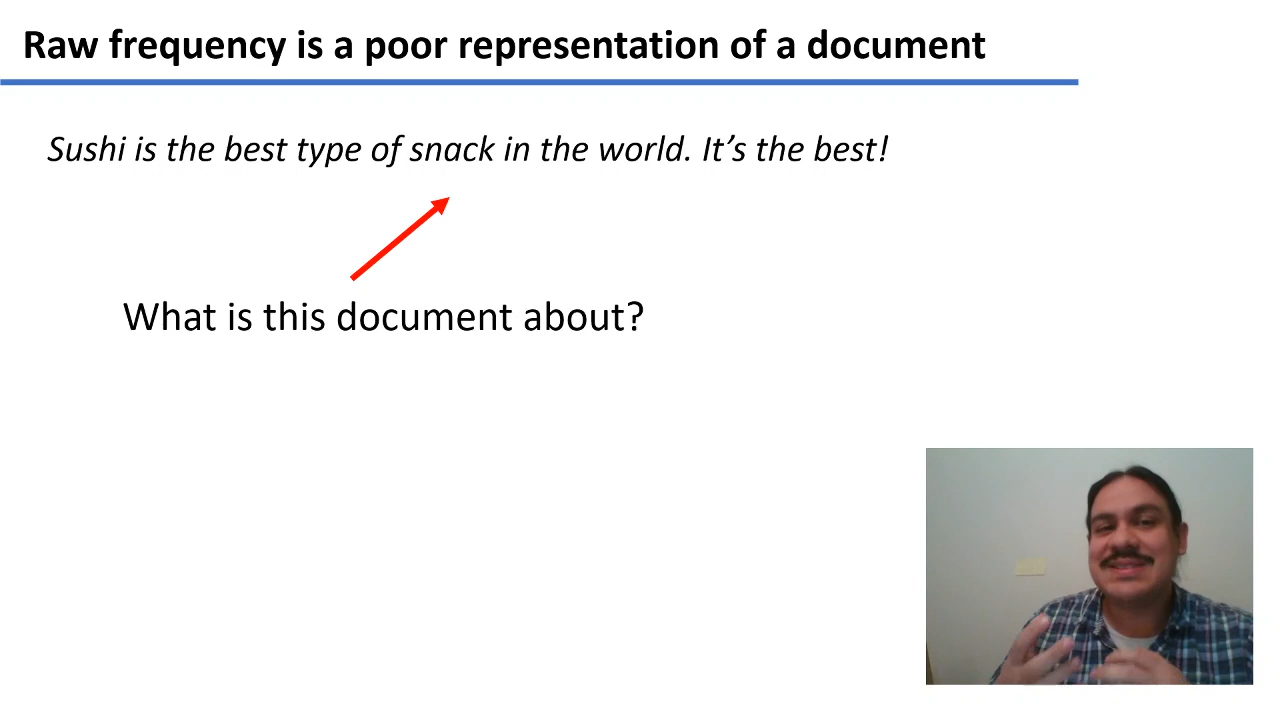 Raw frequency is a poor representation of a document
Sushi is the best type of snack in the world. It’s the best!
What is this document about?